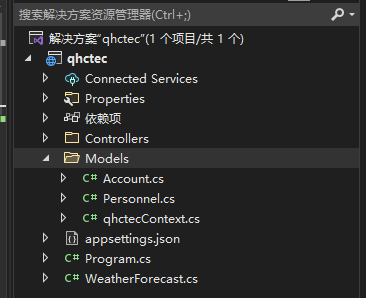 搜索解决方案资源管理器(Ctrl+;)
解决方案"qhctec"(1 个项目/共 1 个)
qhctec
Connected Services
Properties
依赖项
Controllers
Models
C# Account.cs
C# Personnel.cs
C# qhctecContext.cs
appsettings.json
C# Program.cs
C# WeatherForecast.cs